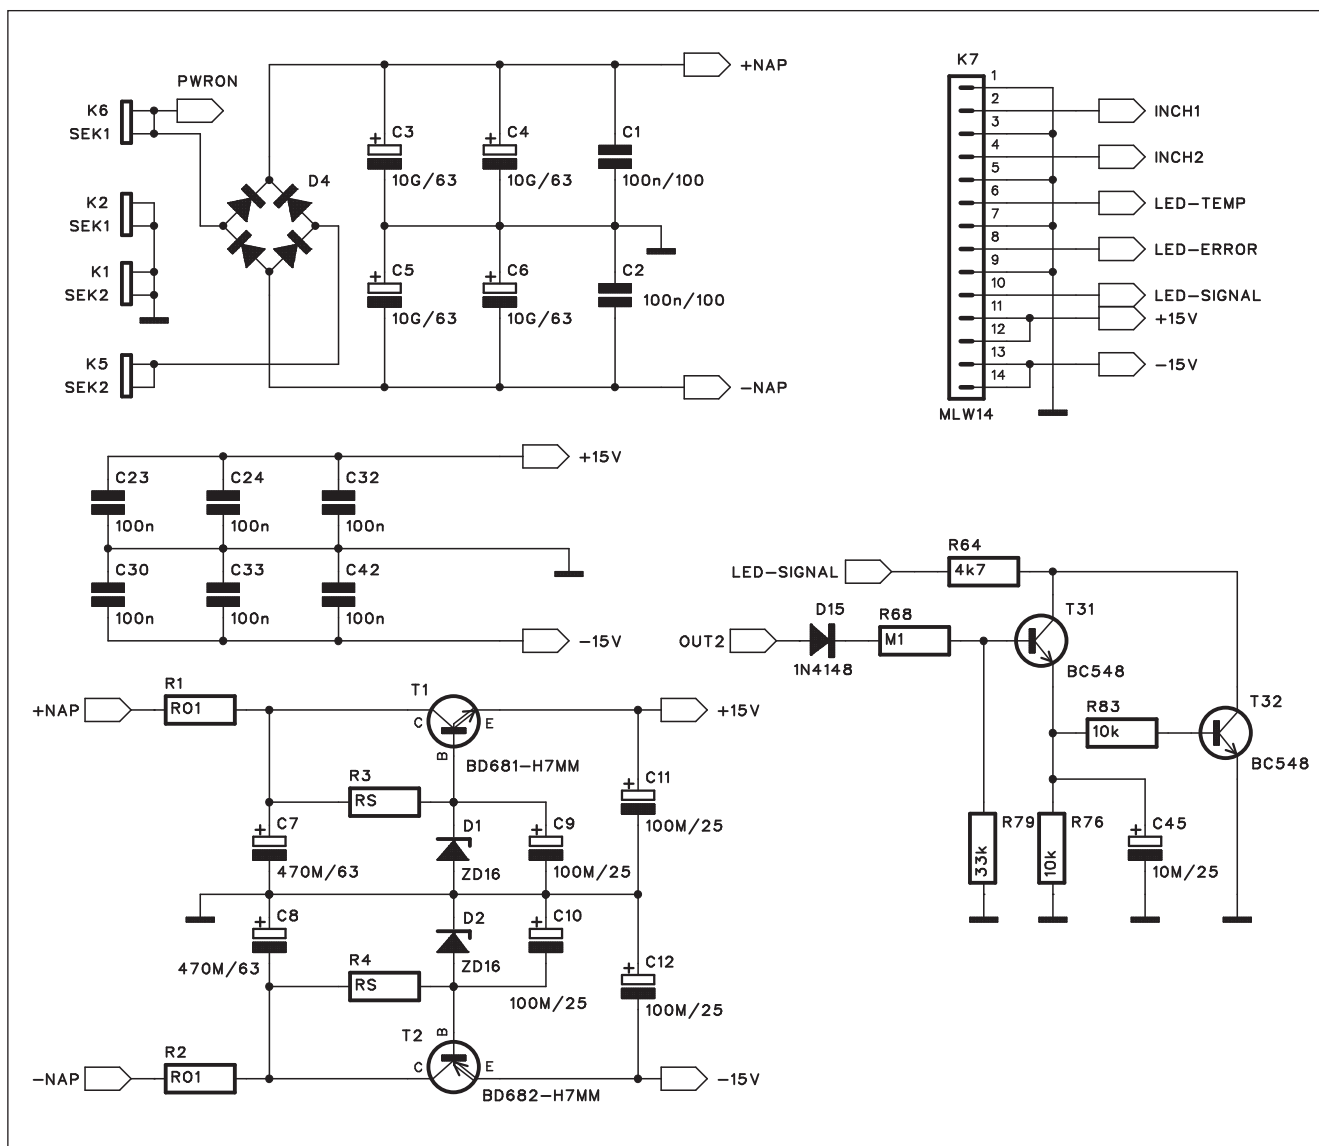 PWRON
K6
SEK1
K2
SEK1
K1
SEK2
K5
SEK2
D4
+
C3
10G/63
+
C4
10G/63
C1
100n/100
+
C5
10G/63
+
C6
10G/63
C2
100n/100
+NAP
-NAP
K7
1
2
3
4
5
6
7
8
9
10
11
12
13
14
MLW14
INCH1
INCH2
LED-TEMP
LED-ERROR
LED-SIGNAL
+15V
-15V
C23
100n
C24
100n
C32
100n
C30
100n
C33
100n
C42
100n
+15V
-15V
LED-SIGNAL
R64
4k7
OUT2
D15
1N4148
R68
M1
T31
BC548
R83
10k
T32
BC548
R79
33k
R76
10k
+
C45
10M/25
+NAP
R1
R01
T1
C
E
B
BD681-H7MM
+15V
R3
RS
+
C7
470M/63
D1
ZD16
+
C9
100M/25
+
C11
100M/25
+
C8
470M/63
D2
ZD16
+
C10
100M/25
+
C12
100M/25
R4
RS
-NAP
R2
R01
T2
B
C
E
BD682-H7MM
-15V